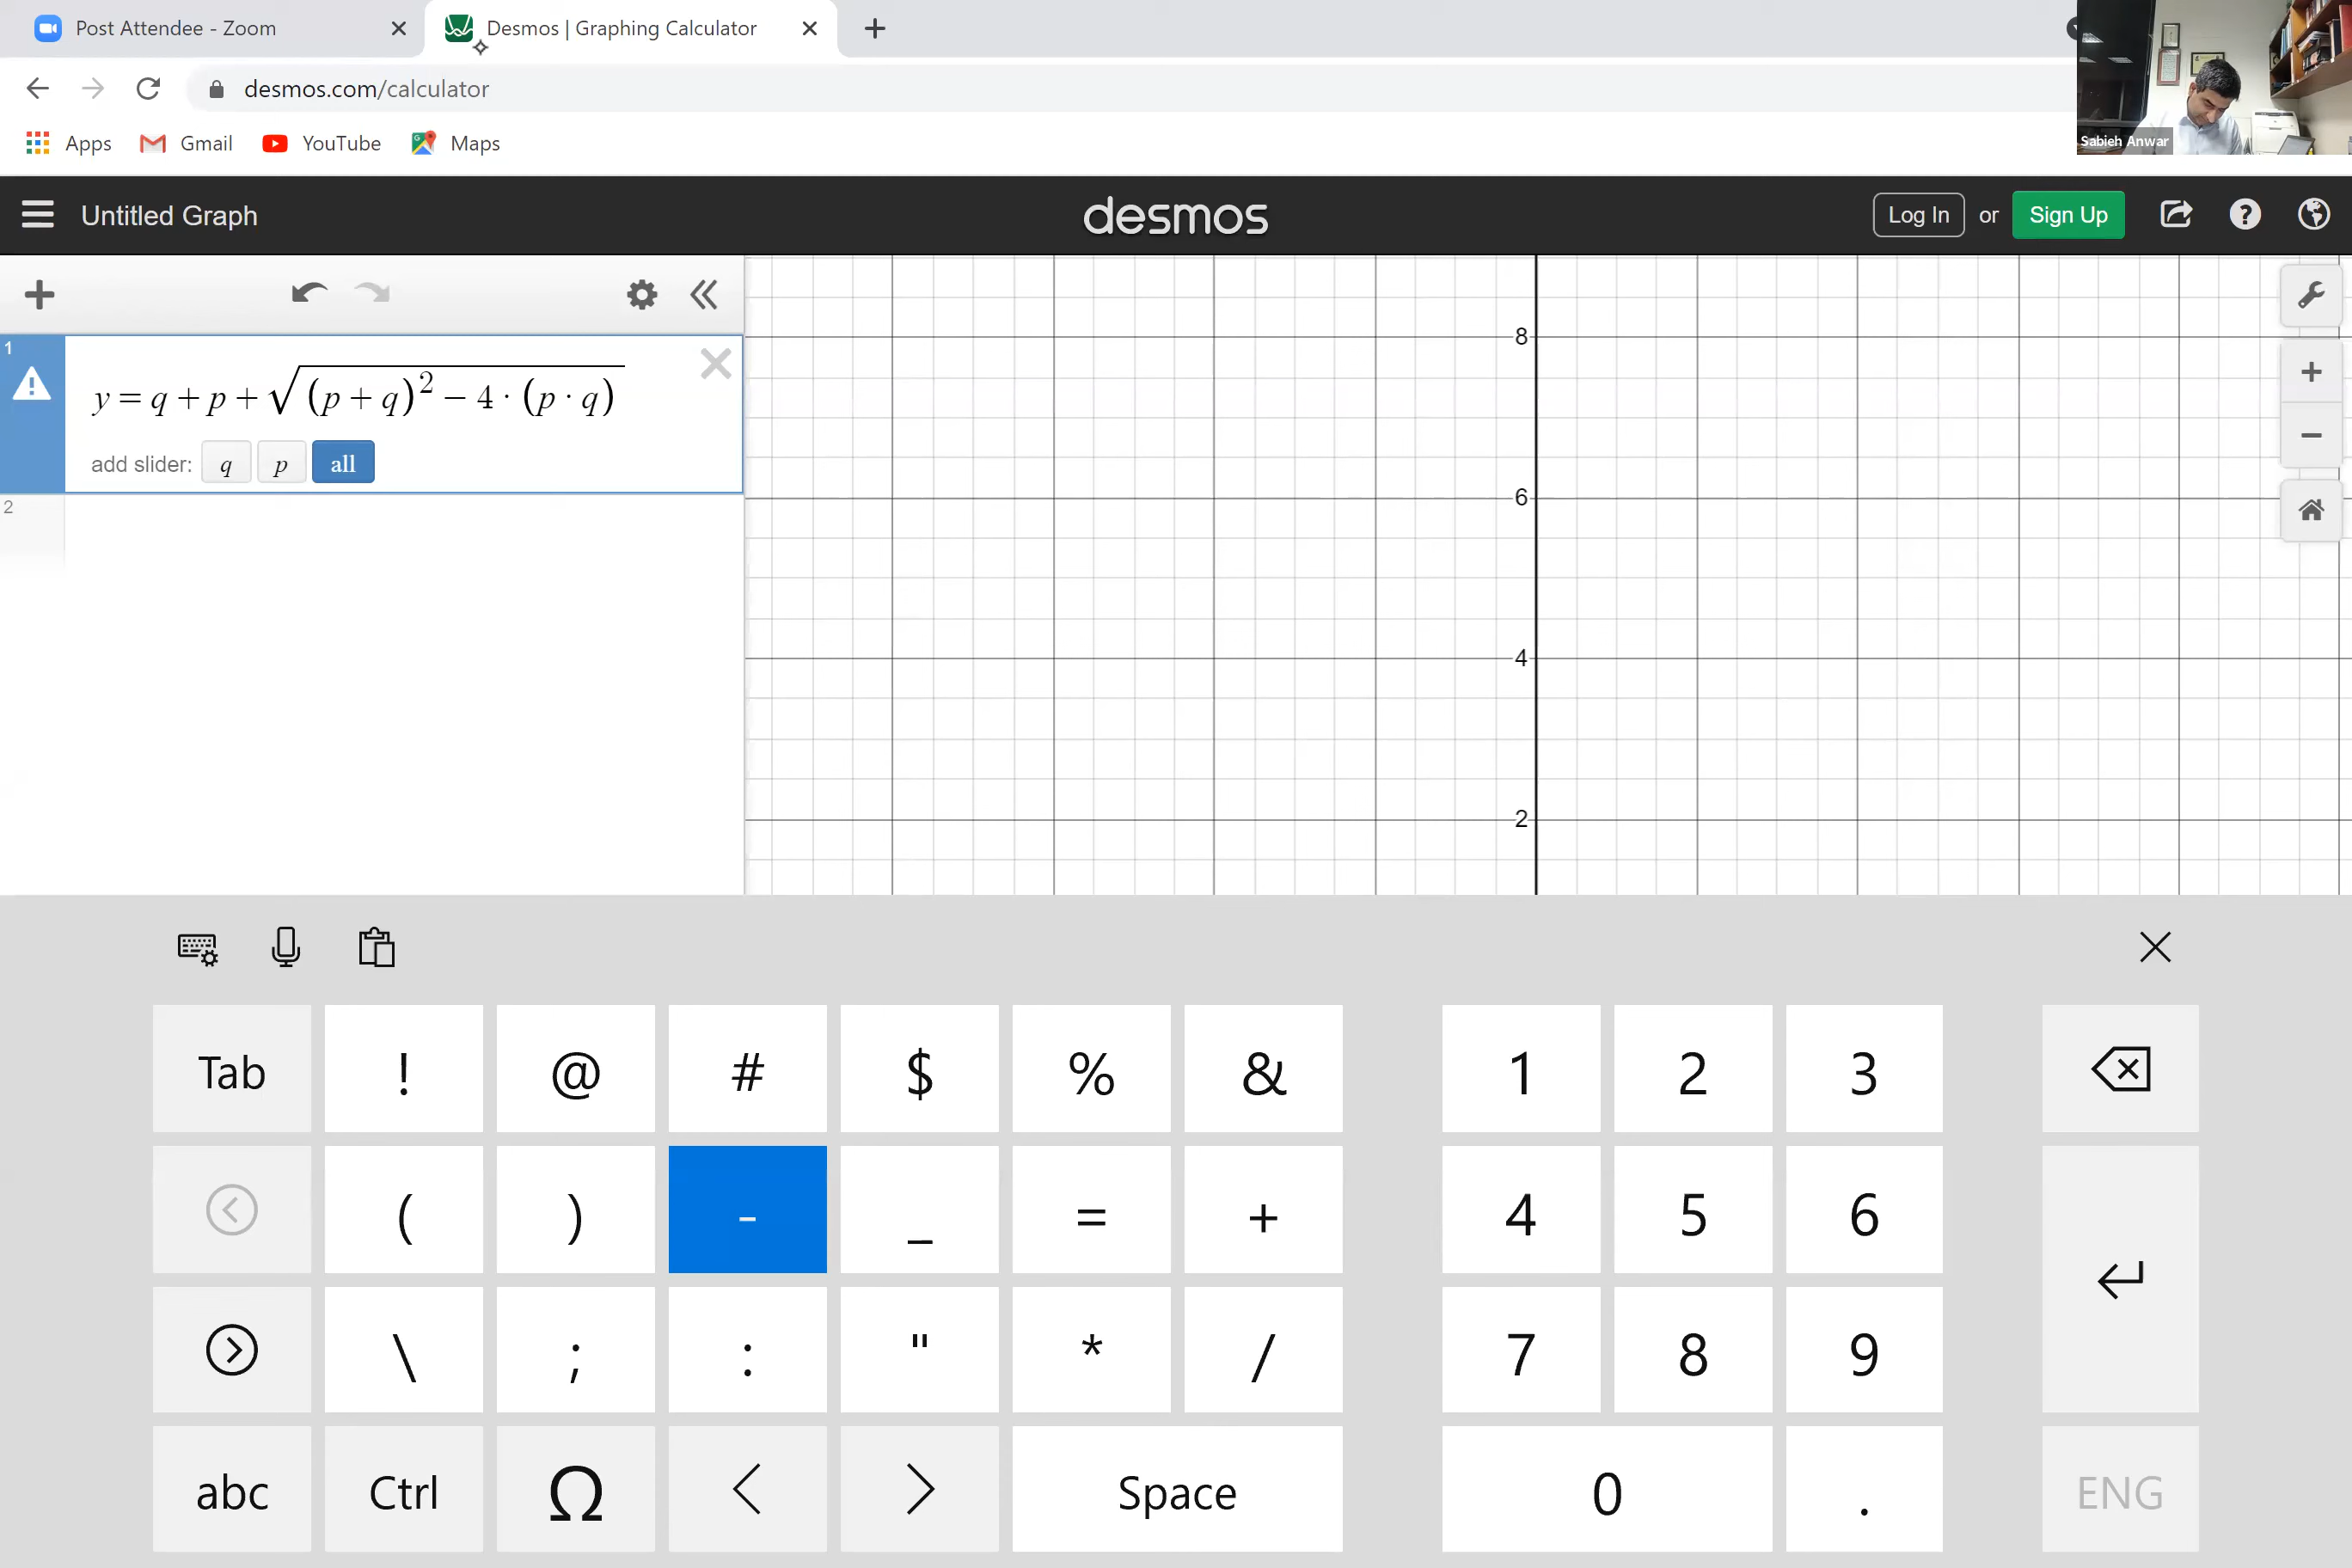 Post Attendee - Zoom
Desmos | Graphing Calculator
desmos.com/calculator
Apps Gmail YouTube Maps
Sabieh Anwar
Untitled Graph
desmos
Log In or Sign Up
1
y = q + p + √(p + q)² − 4 · (p · q)
add slider: q p all
2
8
6
4
2
Tab ! @ # $ % & 1 2 3
( ) - _ = + 4 5 6
\ ; : " * / 7 8 9
abc Ctrl Ω < > Space 0 . ENG